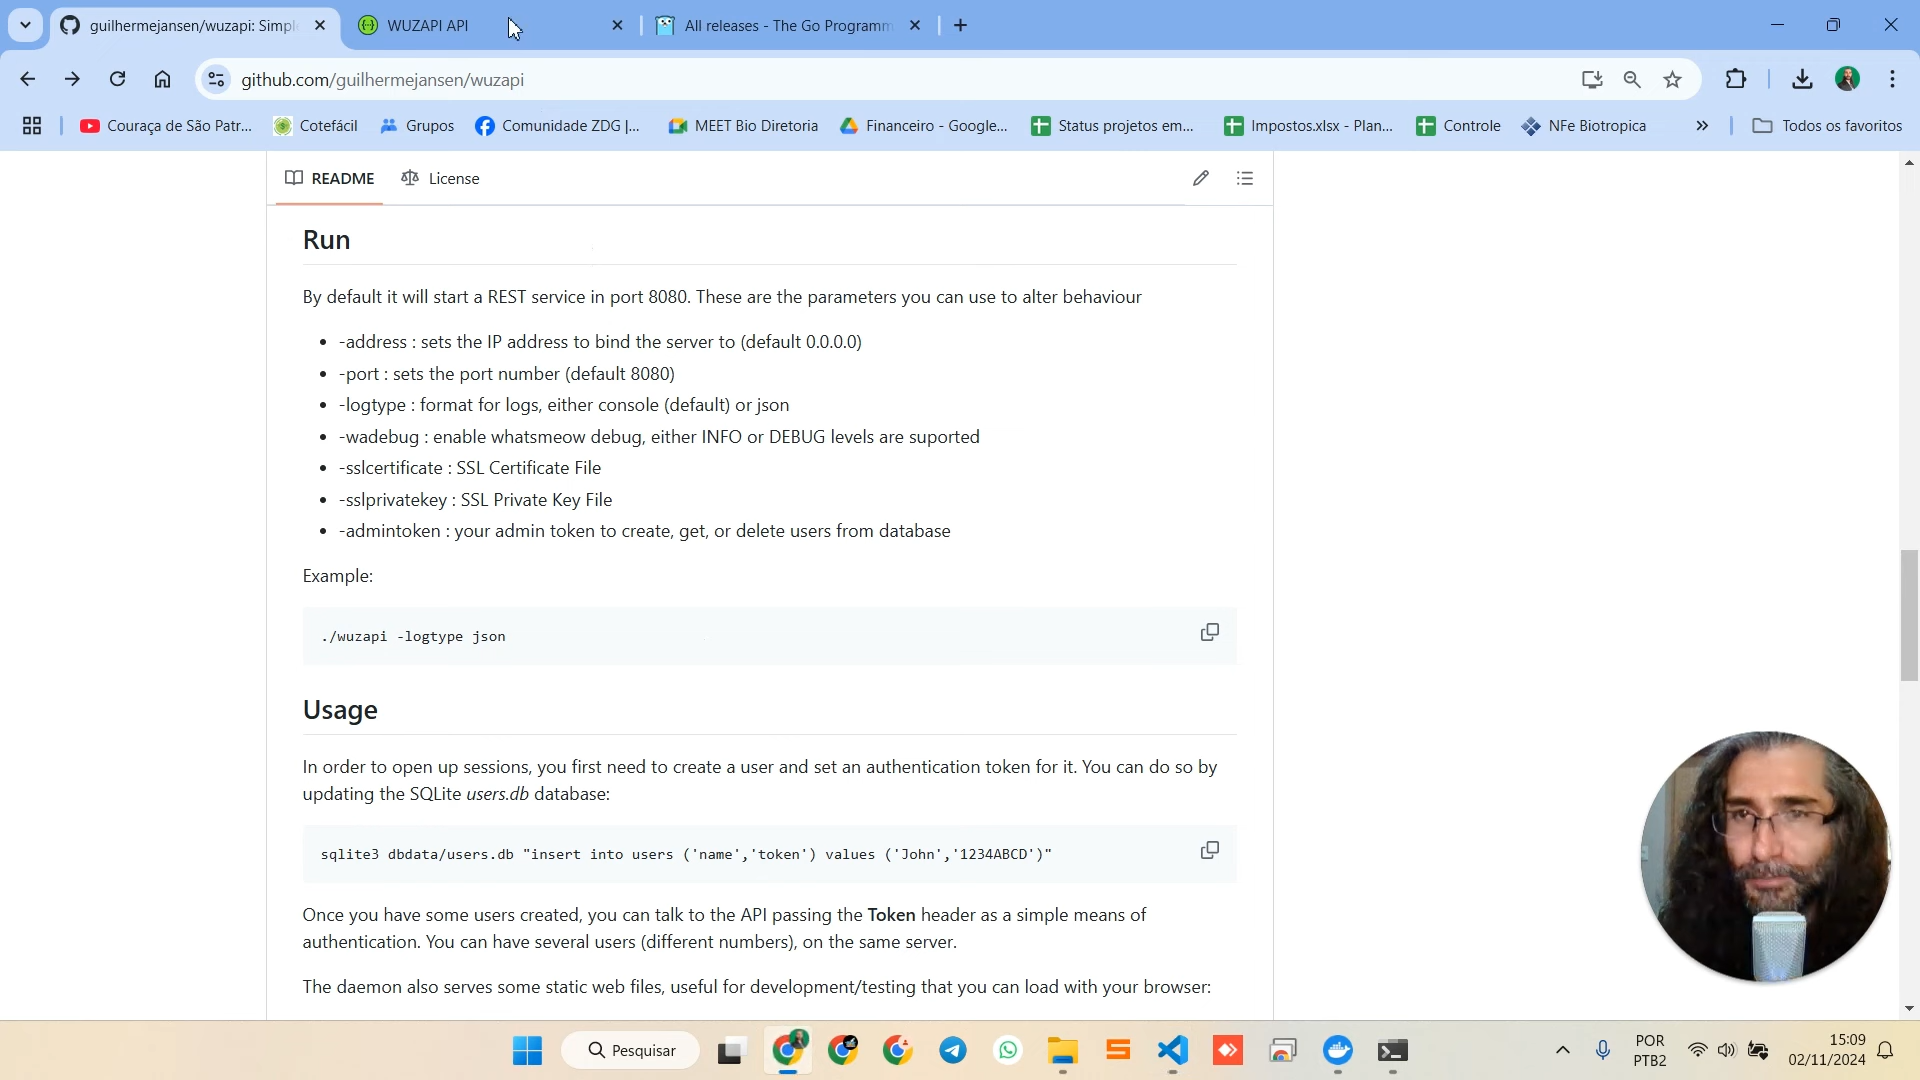 guilhermejansen/wuzapi: Simpl
WUZAPI API
All releases - The Go Programm
github.com/guilhermejansen/wuzapi
Couraça de São Patr...
Cotefácil
Grupos
Comunidade ZDG |...
MEET Bio Diretoria
Financeiro - Google...
Status projetos em...
Impostos.xlsx - Plan...
Controle
NFe Biotropica
Todos os favoritos
README
License
Run
By default it will start a REST service in port 8080. These are the parameters you can use to alter behaviour
• -address : sets the IP address to bind the server to (default 0.0.0.0)
• -port : sets the port number (default 8080)
• -logtype : format for logs, either console (default) or json
• -wadebug : enable whatsmeow debug, either INFO or DEBUG levels are suported
• -sslcertificate : SSL Certificate File
• -sslprivatekey : SSL Private Key File
• -admintoken : your admin token to create, get, or delete users from database
Example:
./wuzapi -logtype json
Usage
In order to open up sessions, you first need to create a user and set an authentication token for it. You can do so by
updating the SQLite users.db database:
sqlite3 dbdata/users.db "insert into users ('name','token') values ('John','1234ABCD')"
Once you have some users created, you can talk to the API passing the Token header as a simple means of
authentication. You can have several users (different numbers), on the same server.
The daemon also serves some static web files, useful for development/testing that you can load with your browser:
Pesquisar
POR
PTB2
15:09
02/11/2024